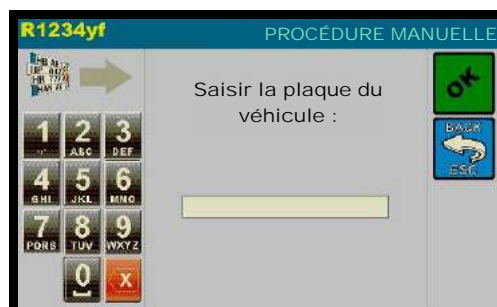 R1234yf
PROCÉDURE MANUELLE
Saisir la plaque du
véhicule :
OK
BACK
ESC
1
2 ABC
3 DEF
4 GHI
5 JKL
6 MNO
7 PQRS
8 TUV
9 WXYZ
0
X